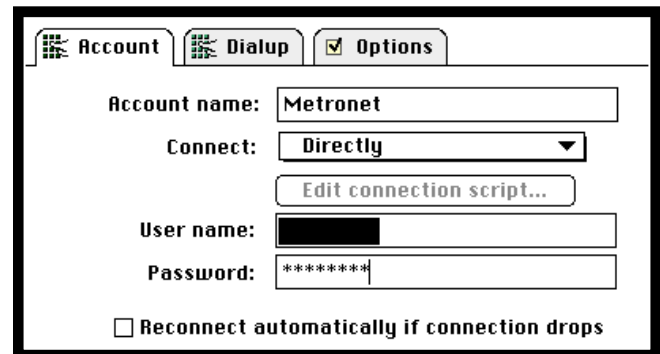 Account Dialup Options
Account name: Metronet
Connect: Directly
Edit connection script...
User name:
Password: ********
Reconnect automatically if connection drops